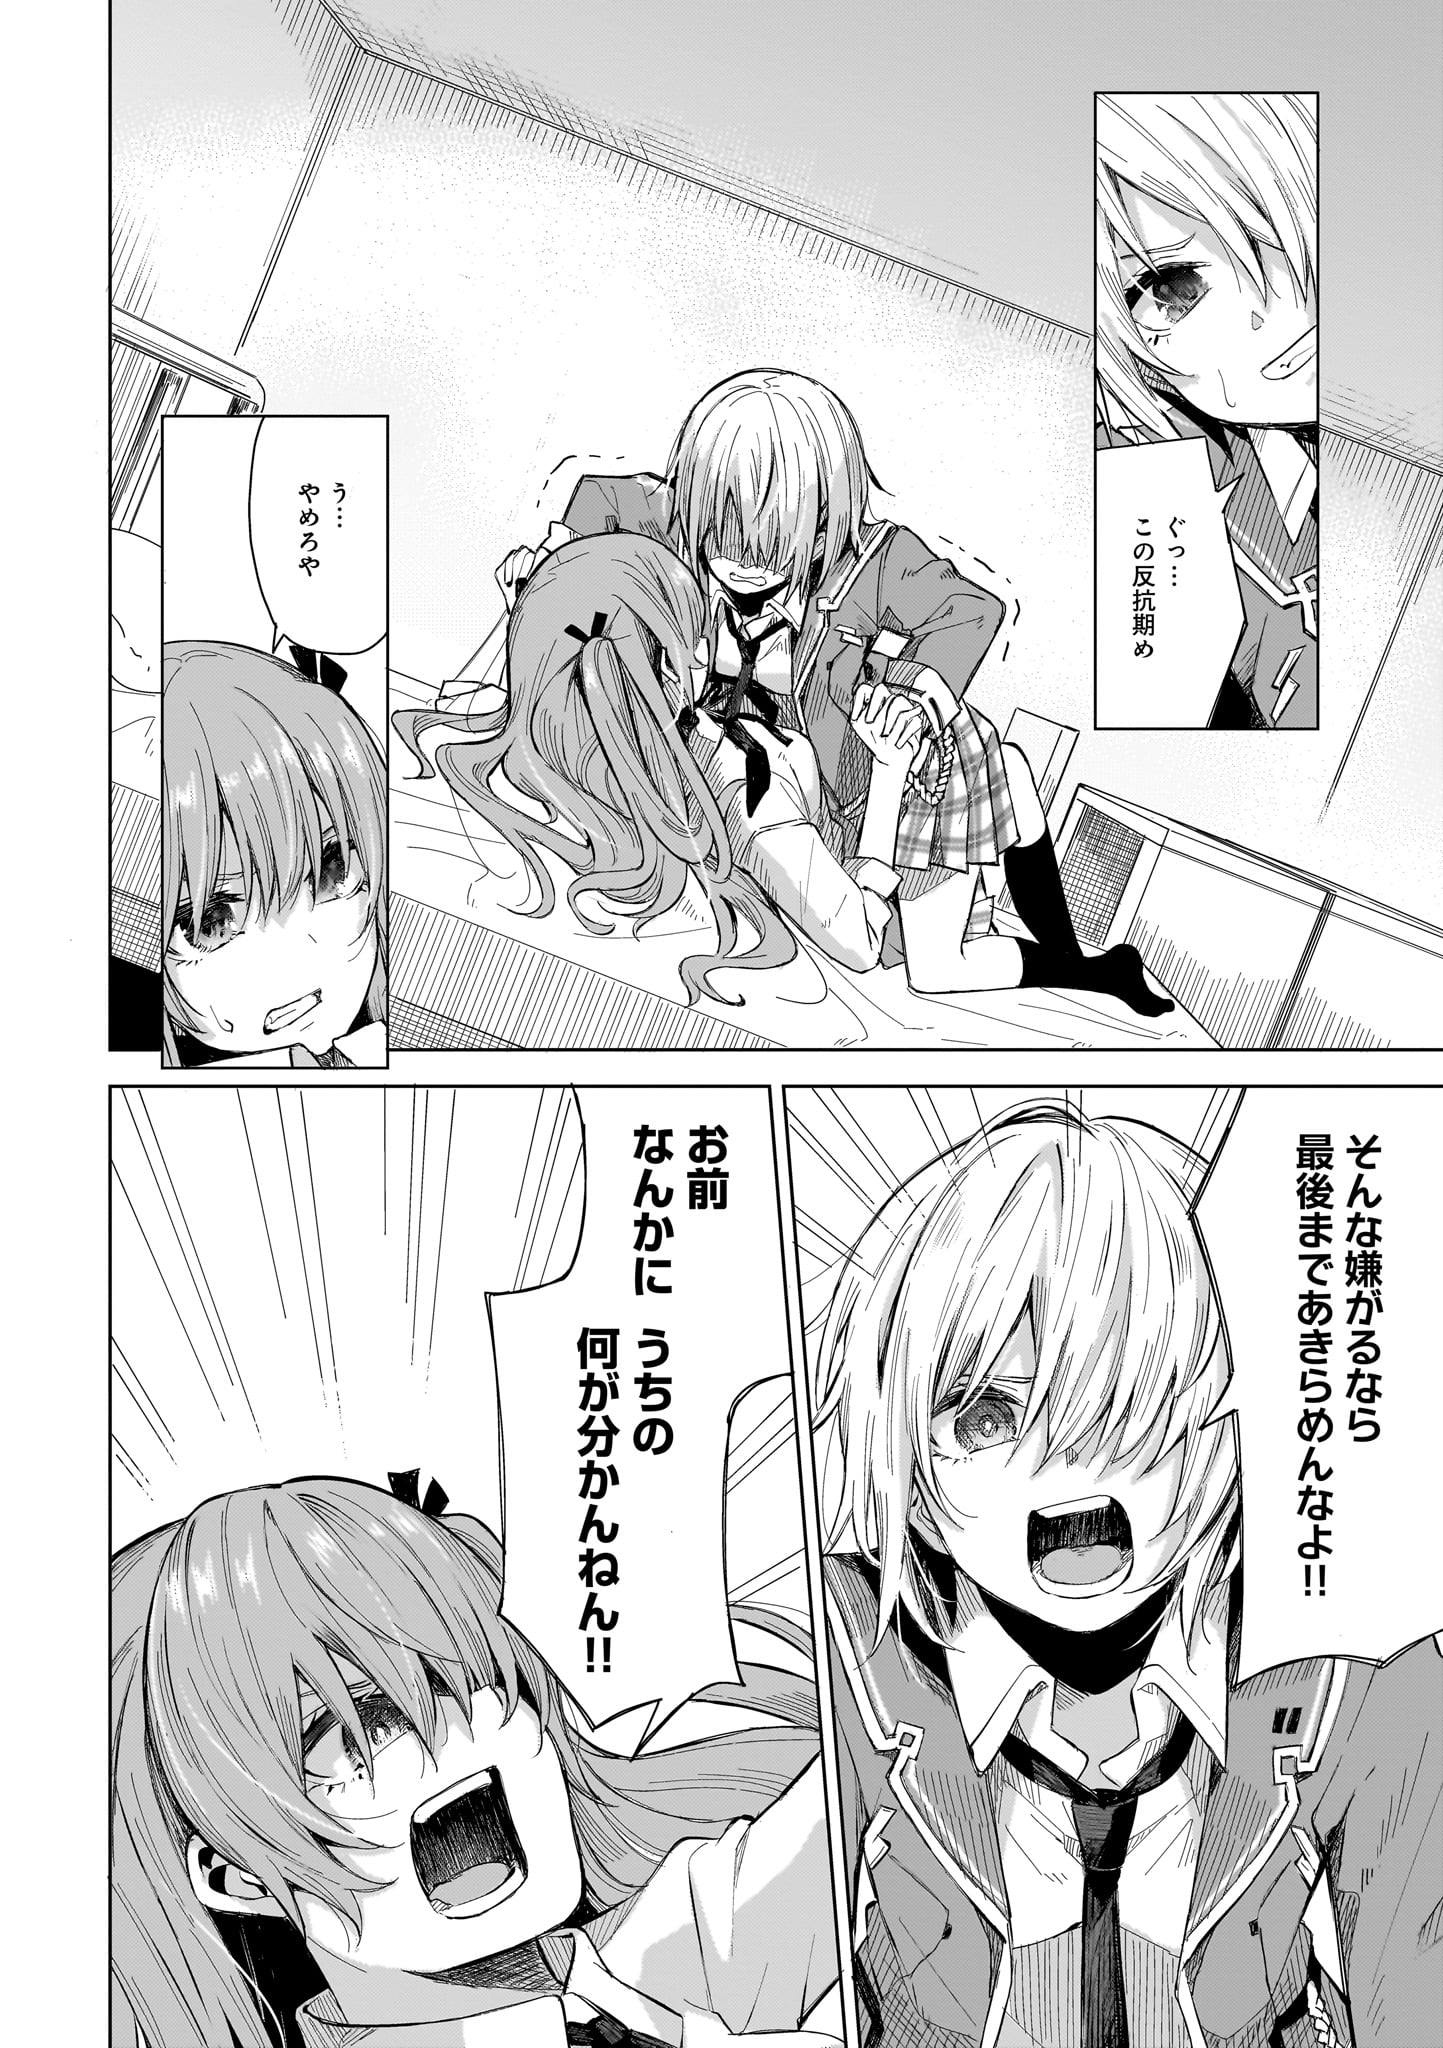 ぐっ…
この反抗期め
う…
やめろや
そんな嫌がるなら
最後まであきらめんなよ!!
お前
なんかに うちの
何が分かんねん!!